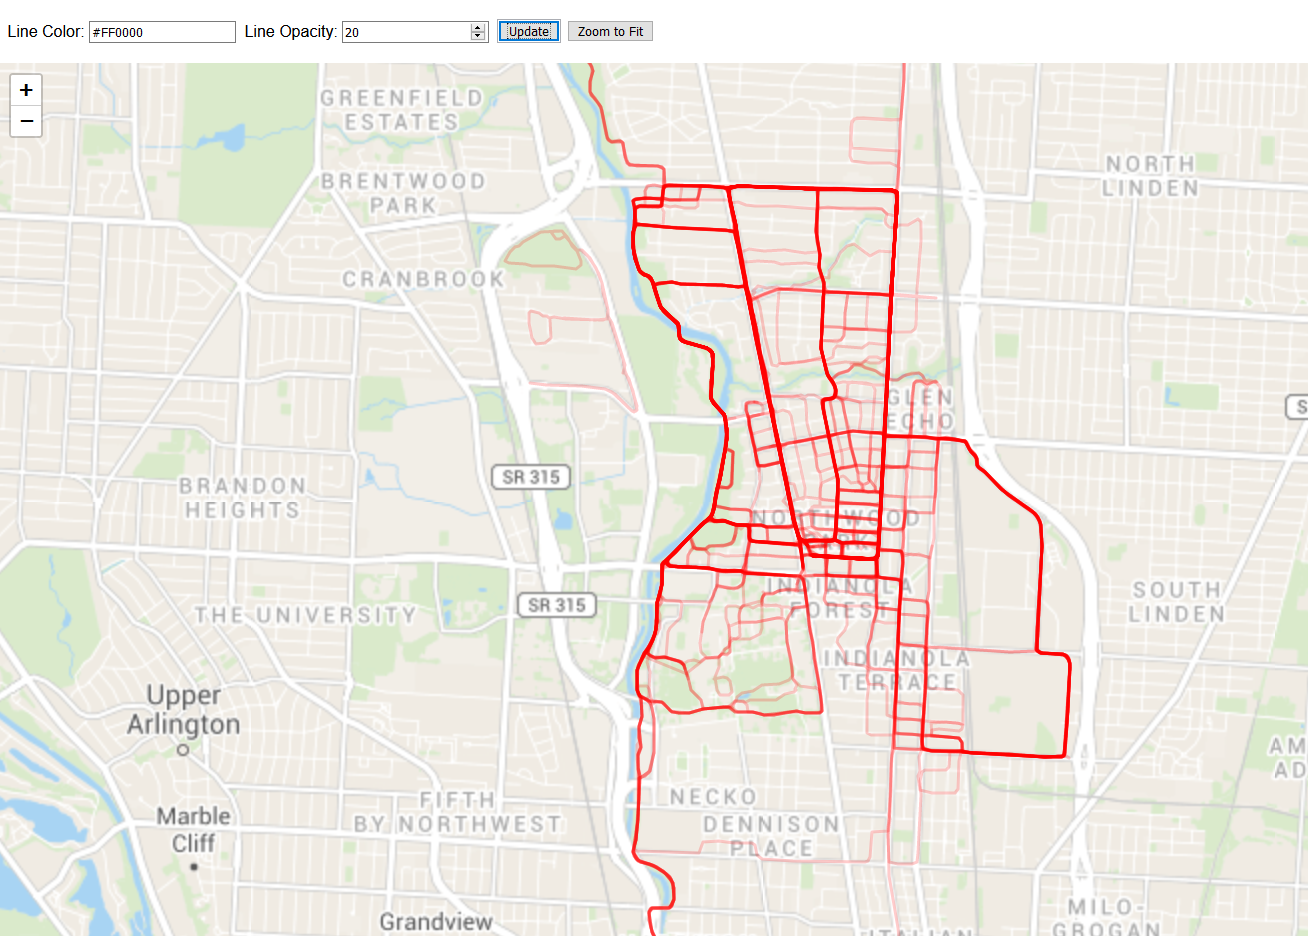 Line Color: #FF0000 Line Opacity: 20 Update Zoom to Fit
+
−
GREENFIELD
ESTATES
BRENTWOOD
PARK
NORTH
LINDEN
CRANBROOK
GLEN
ECHO
S
SR 315
BRANDON
HEIGHTS
NORTHWOOD
PARK
SR 315
THE UNIVERSITY
INDIANOLA
FOREST
SOUTH
LINDEN
INDIANOLA
TERRACE
Upper
Arlington
AM
AD
Marble
Cliff
FIFTH
BY NORTHWEST
NECKO
DENNISON
PLACE
Grandview
MILO-
GROGAN
ITALIAN